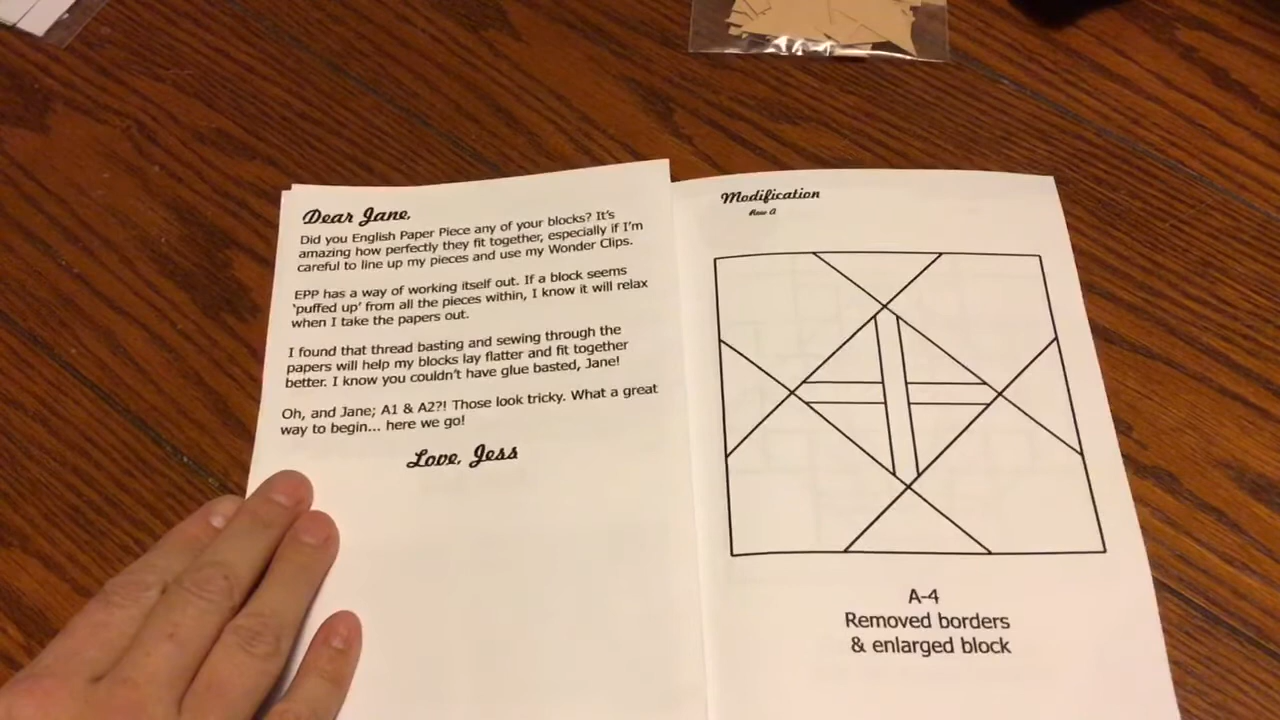 Dear Jane,
Did you English Paper Piece any of your blocks? It's
amazing how perfectly they fit together, especially if I'm
careful to line up my pieces and use my Wonder Clips.
EPP has a way of working itself out. If a block seems
'puffed up' from all the pieces within, I know it will relax
when I take the papers out.
I found that thread basting and sewing through the
papers will help my blocks lay flatter and fit together
better. I know you couldn't have glue basted, Jane!
Oh, and Jane; A1 & A2?! Those look tricky. What a great
way to begin... here we go!
Love, Jess
Modification
Row A
A-4
Removed borders
& enlarged block